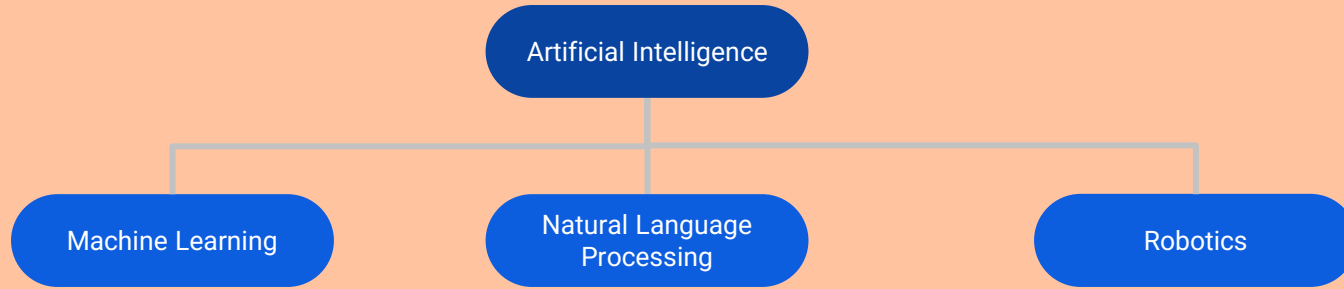 Artificial Intelligence
Machine Learning
Natural Language
Processing
Robotics